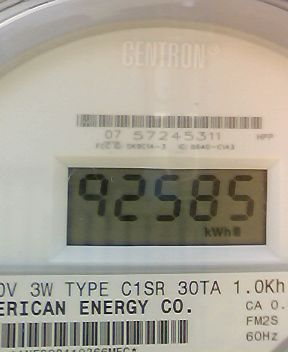 CENTRON®
07 57245311 HPP
92585
kWh
0V 3W TYPE C1SR 30TA 1.0Kh
ERICAN ENERGY CO. CA 0.
FM2S
60Hz